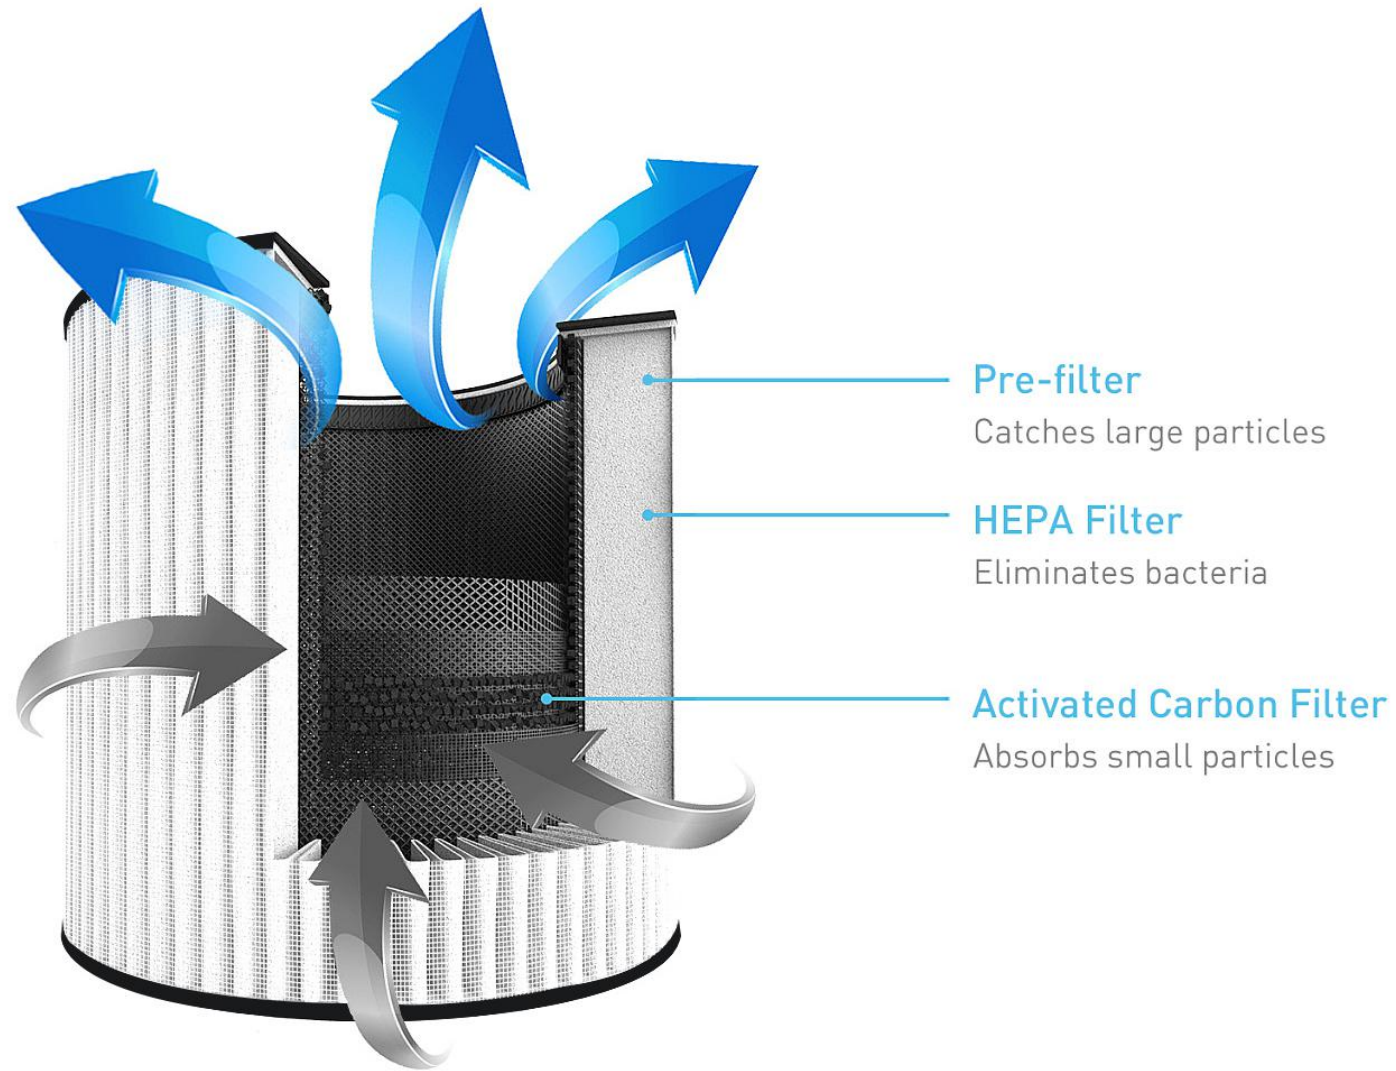 Pre-filter
Catches large particles
HEPA Filter
Eliminates bacteria
Activated Carbon Filter
Absorbs small particles